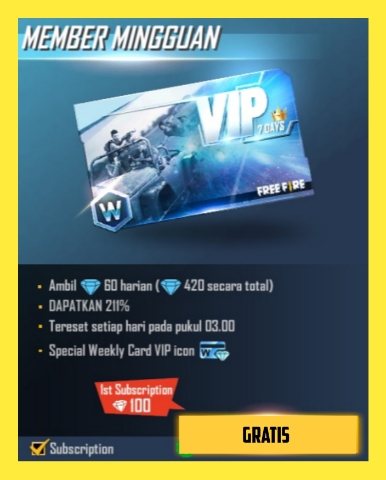 MEMBER MINGGUAN
VIP
7 DAYS
FREE FIRE
W
Ambil 60 harian ( 420 secara total)
DAPATKAN 211%
Tereset setiap hari pada pukul 03.00
Special Weekly Card VIP icon W
1st Subscription
100
GRATIS
Subscription